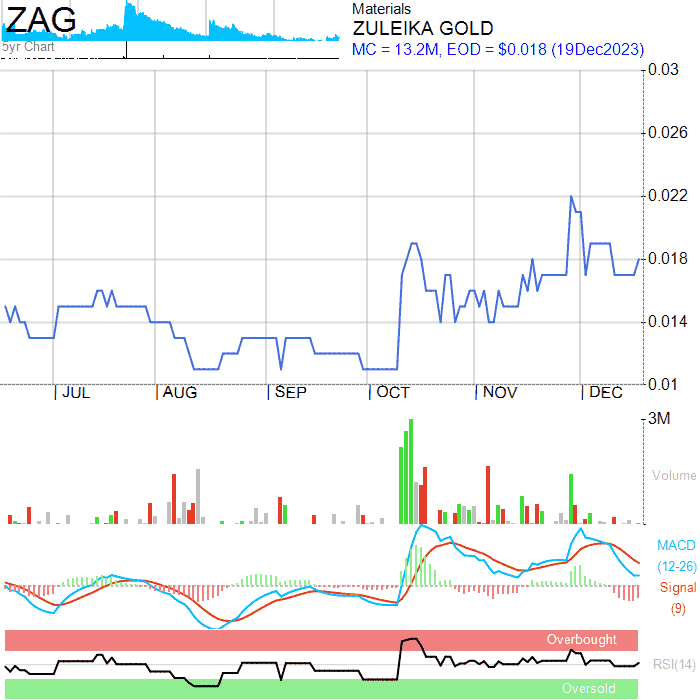 ZAG
5yr Chart
Materials
ZULEIKA GOLD
MC = 13.2M, EOD = $0.018 (19Dec2023)
0.03
0.026
0.022
0.018
0.014
0.01
JUL AUG SEP OCT NOV DEC
3M
Volume
MACD
(12-26)
Signal
(9)
Overbought
RSI(14)
Oversold